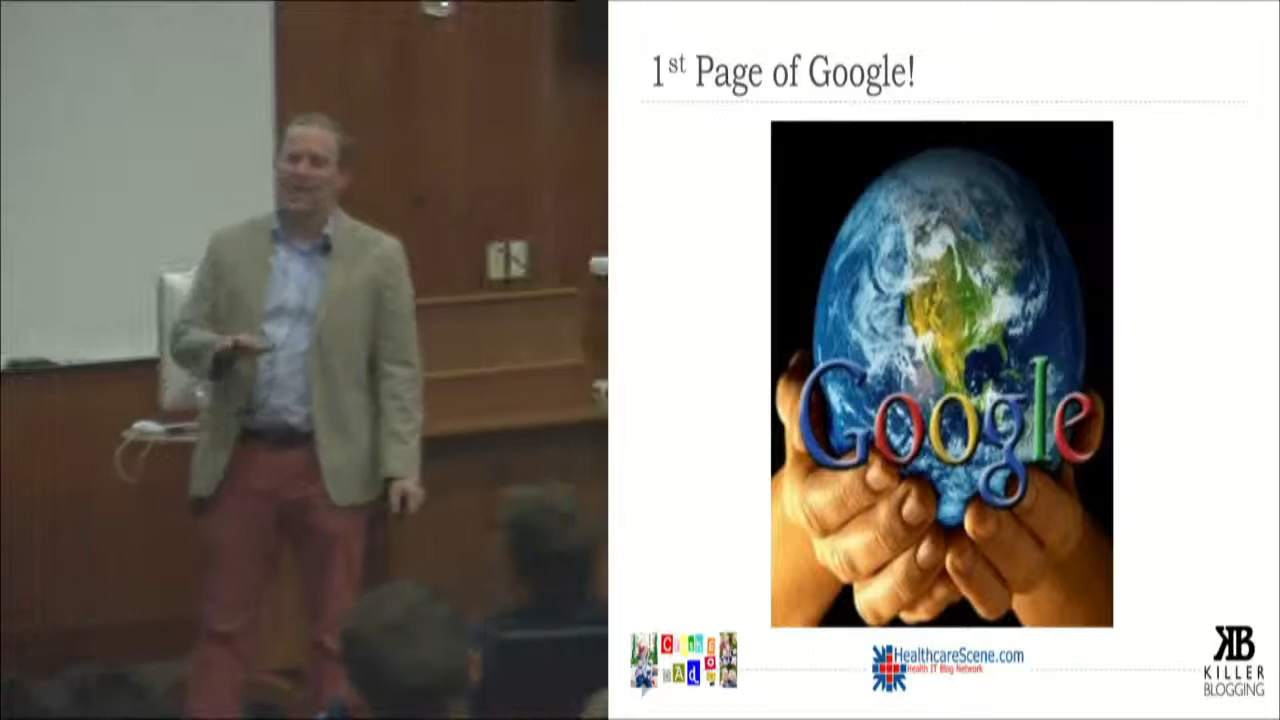 1st Page of Google!
Google
HealthcareScene.com
Health IT Blog Network
KB
KILLER
BLOGGING